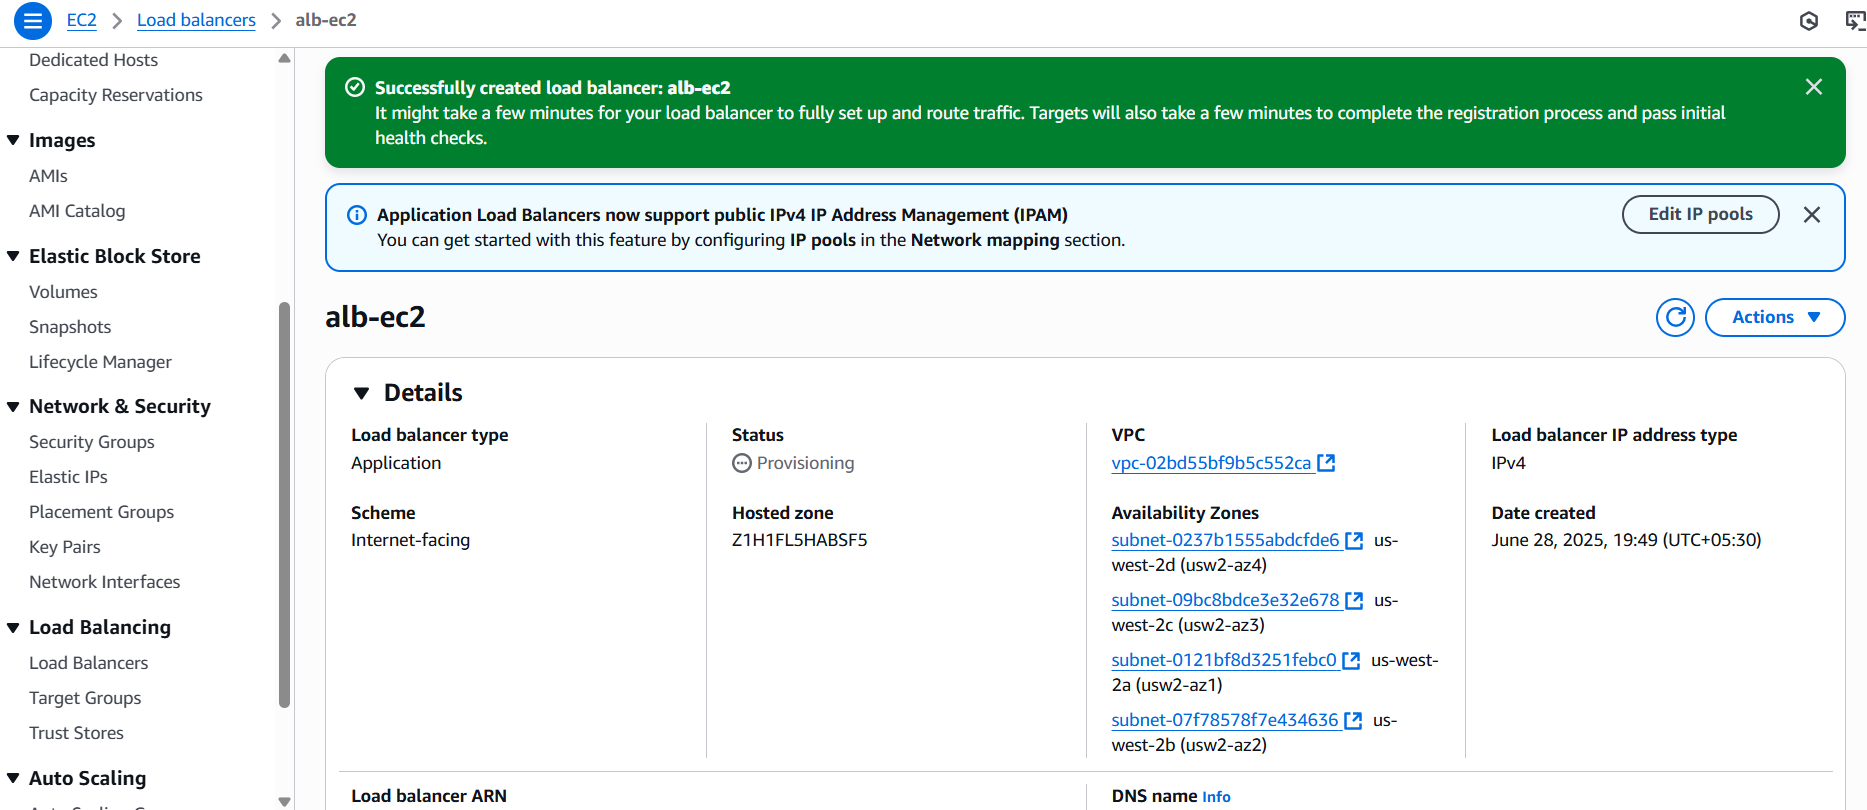 EC2 > Load balancers > alb-ec2
Dedicated Hosts
Capacity Reservations
Images
AMIs
AMI Catalog
Elastic Block Store
Volumes
Snapshots
Lifecycle Manager
Network & Security
Security Groups
Elastic IPs
Placement Groups
Key Pairs
Network Interfaces
Load Balancing
Load Balancers
Target Groups
Trust Stores
Auto Scaling
Successfully created load balancer: alb-ec2
It might take a few minutes for your load balancer to fully set up and route traffic. Targets will also take a few minutes to complete the registration process and pass initial
health checks.
Application Load Balancers now support public IPv4 IP Address Management (IPAM)
You can get started with this feature by configuring IP pools in the Network mapping section.
Edit IP pools
alb-ec2
Actions
Details
Load balancer type
Application
Scheme
Internet-facing
Status
Provisioning
Hosted zone
Z1H1FL5HABSF5
VPC
vpc-02bd55bf9b5c552ca
Availability Zones
subnet-0237b1555abdcfde6 us-
west-2d (usw2-az4)
subnet-09bc8bdce3e32e678 us-
west-2c (usw2-az3)
subnet-0121bf8d3251febc0 us-west-
2a (usw2-az1)
subnet-07f78578f7e434636 us-
west-2b (usw2-az2)
Load balancer IP address type
IPv4
Date created
June 28, 2025, 19:49 (UTC+05:30)
Load balancer ARN
DNS name Info